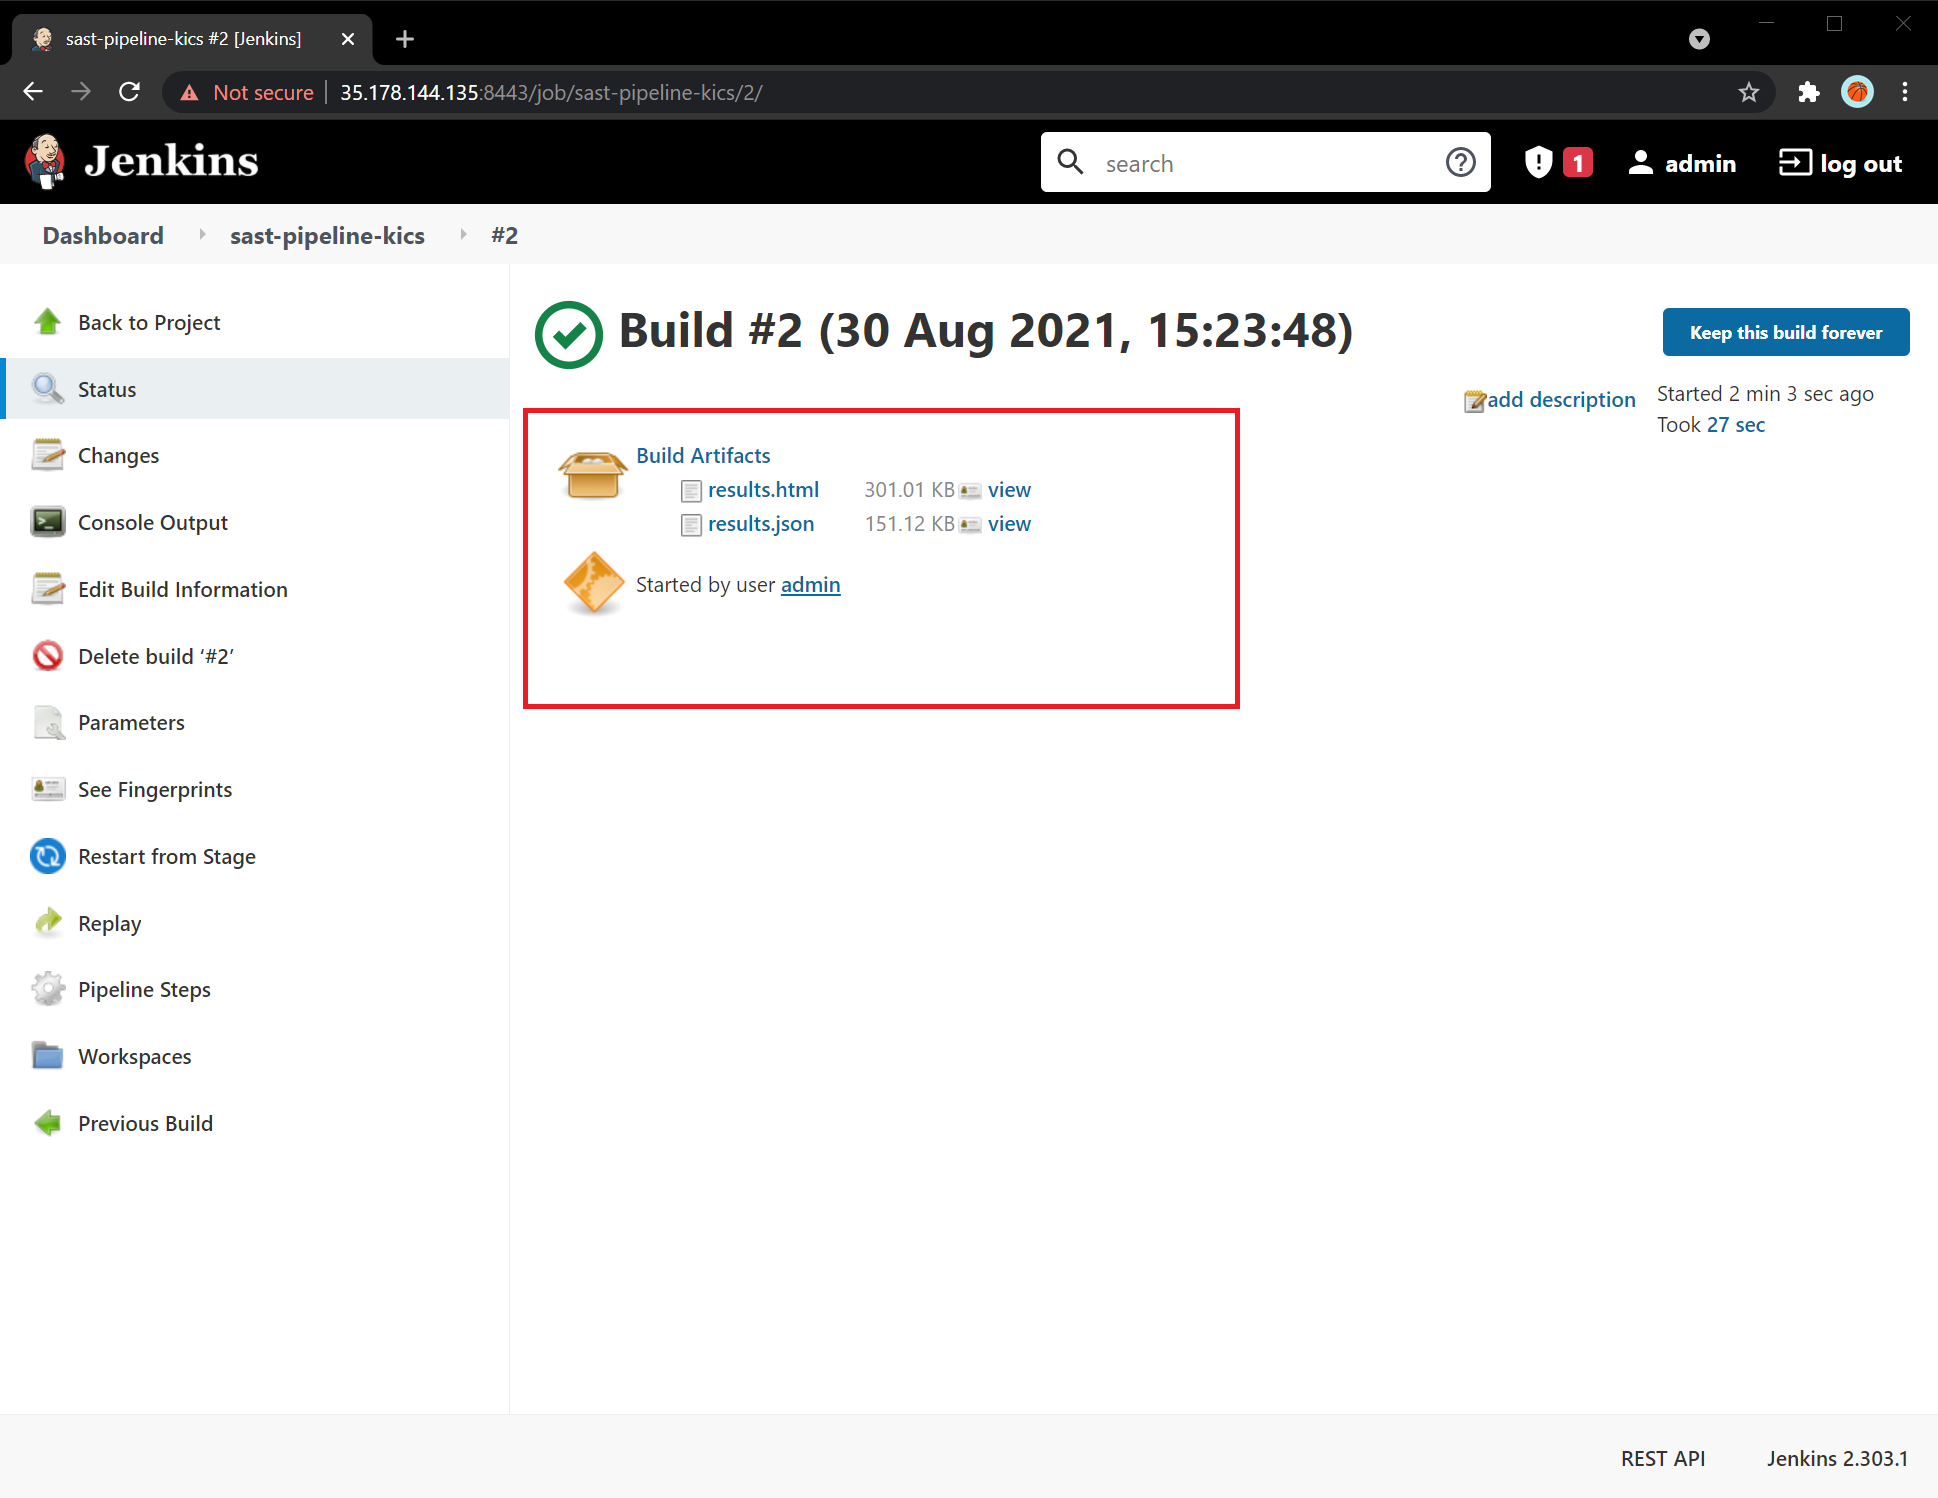 sast-pipeline-kics #2 [Jenkins]
Not secure 35.178.144.135:8443/job/sast-pipeline-kics/2/
Jenkins
search
1
admin
log out
Dashboard
sast-pipeline-kics
#2
Back to Project
Status
Changes
Console Output
Edit Build Information
Delete build ‘#2’
Parameters
See Fingerprints
Restart from Stage
Replay
Pipeline Steps
Workspaces
Previous Build
Build #2 (30 Aug 2021, 15:23:48)
Keep this build forever
add description
Started 2 min 3 sec ago
Took 27 sec
Build Artifacts
results.html 301.01 KB view
results.json 151.12 KB view
Started by user admin
REST API
Jenkins 2.303.1